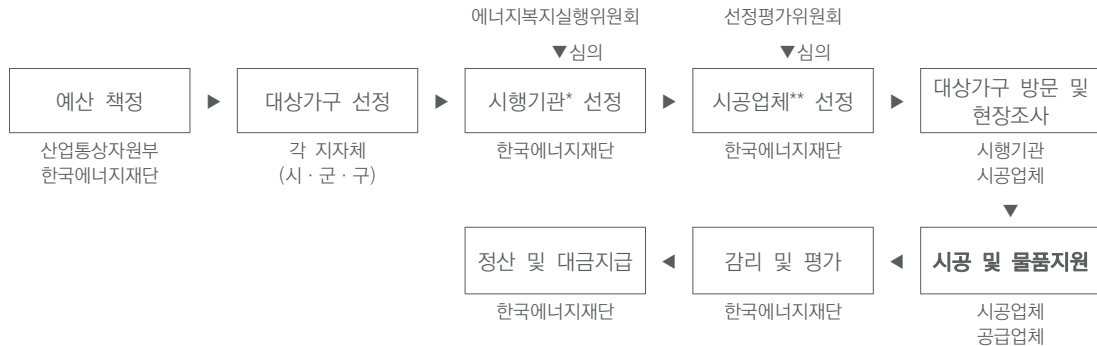 에너지복지실행위원회
선정평가위원회
▼심의
▼심의
예산 책정
▶
대상가구 선정
▶
시행기관* 선정
▶
시공업체** 선정
▶
대상가구 방문 및
현장조사
산업통상자원부
한국에너지재단
각 지자체
(시·군·구)
한국에너지재단
한국에너지재단
시행기관
시공업체
▼
정산 및 대금지급
◀
감리 및 평가
◀
시공 및 물품지원
한국에너지재단
한국에너지재단
시공업체
공급업체